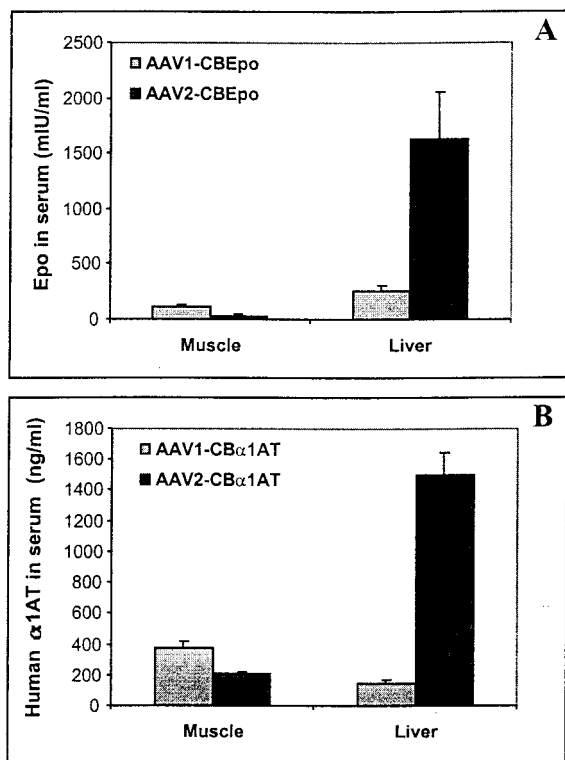 A
2500
2000
1500
1000
500
0
Epo in serum (mIU/ml)
AAV1-CBEpo
AAV2-CBEpo
Muscle Liver
B
1800
1600
1400
1200
1000
800
600
400
200
0
Human α1AT in serum (ng/ml)
AAV1-CBα1AT
AAV2-CBα1AT
Muscle Liver